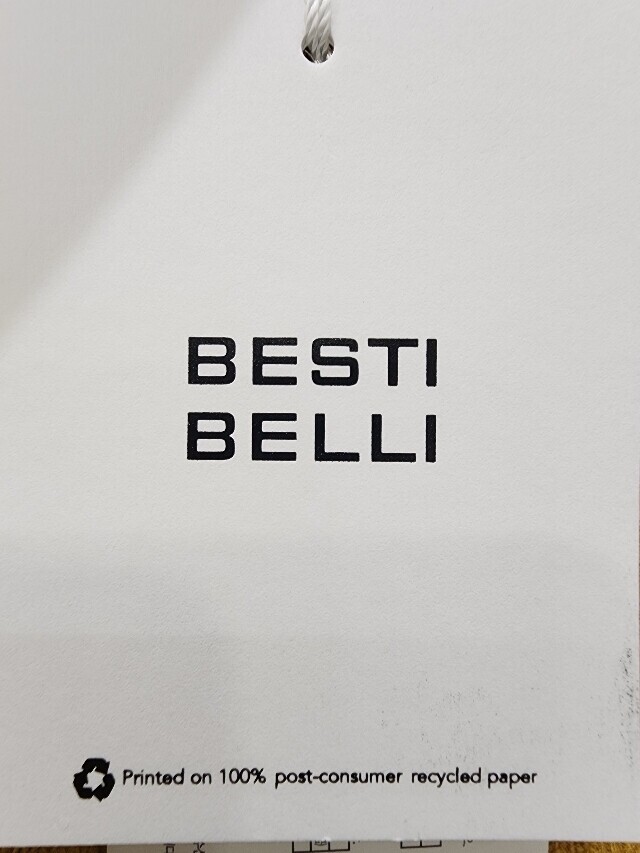 BESTI
BELLI
Printed on 100% post-consumer recycled paper